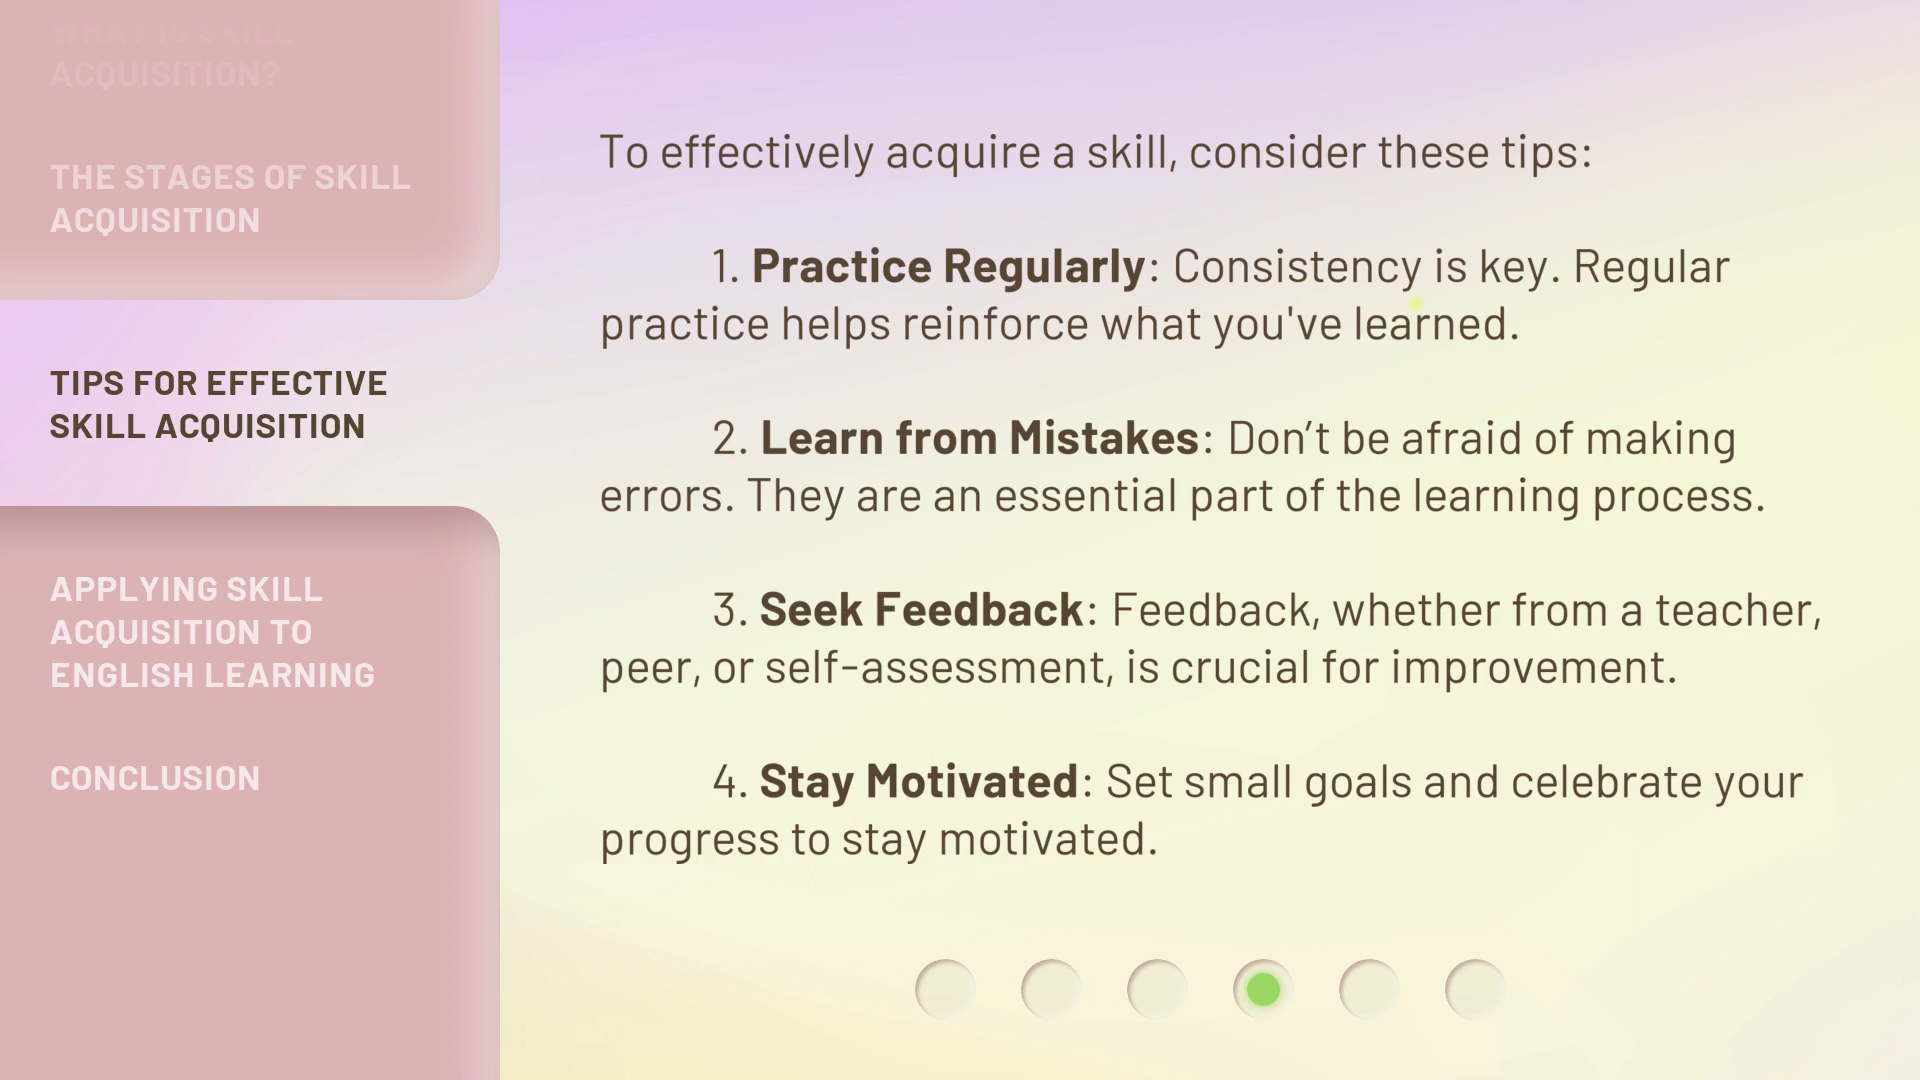 WHAT IS SKILL
ACQUISITION?
THE STAGES OF SKILL
ACQUISITION
TIPS FOR EFFECTIVE
SKILL ACQUISITION
APPLYING SKILL
ACQUISITION TO
ENGLISH LEARNING
CONCLUSION
To effectively acquire a skill, consider these tips:
1. Practice Regularly: Consistency is key. Regular
practice helps reinforce what you've learned.
2. Learn from Mistakes: Don’t be afraid of making
errors. They are an essential part of the learning process.
3. Seek Feedback: Feedback, whether from a teacher,
peer, or self-assessment, is crucial for improvement.
4. Stay Motivated: Set small goals and celebrate your
progress to stay motivated.